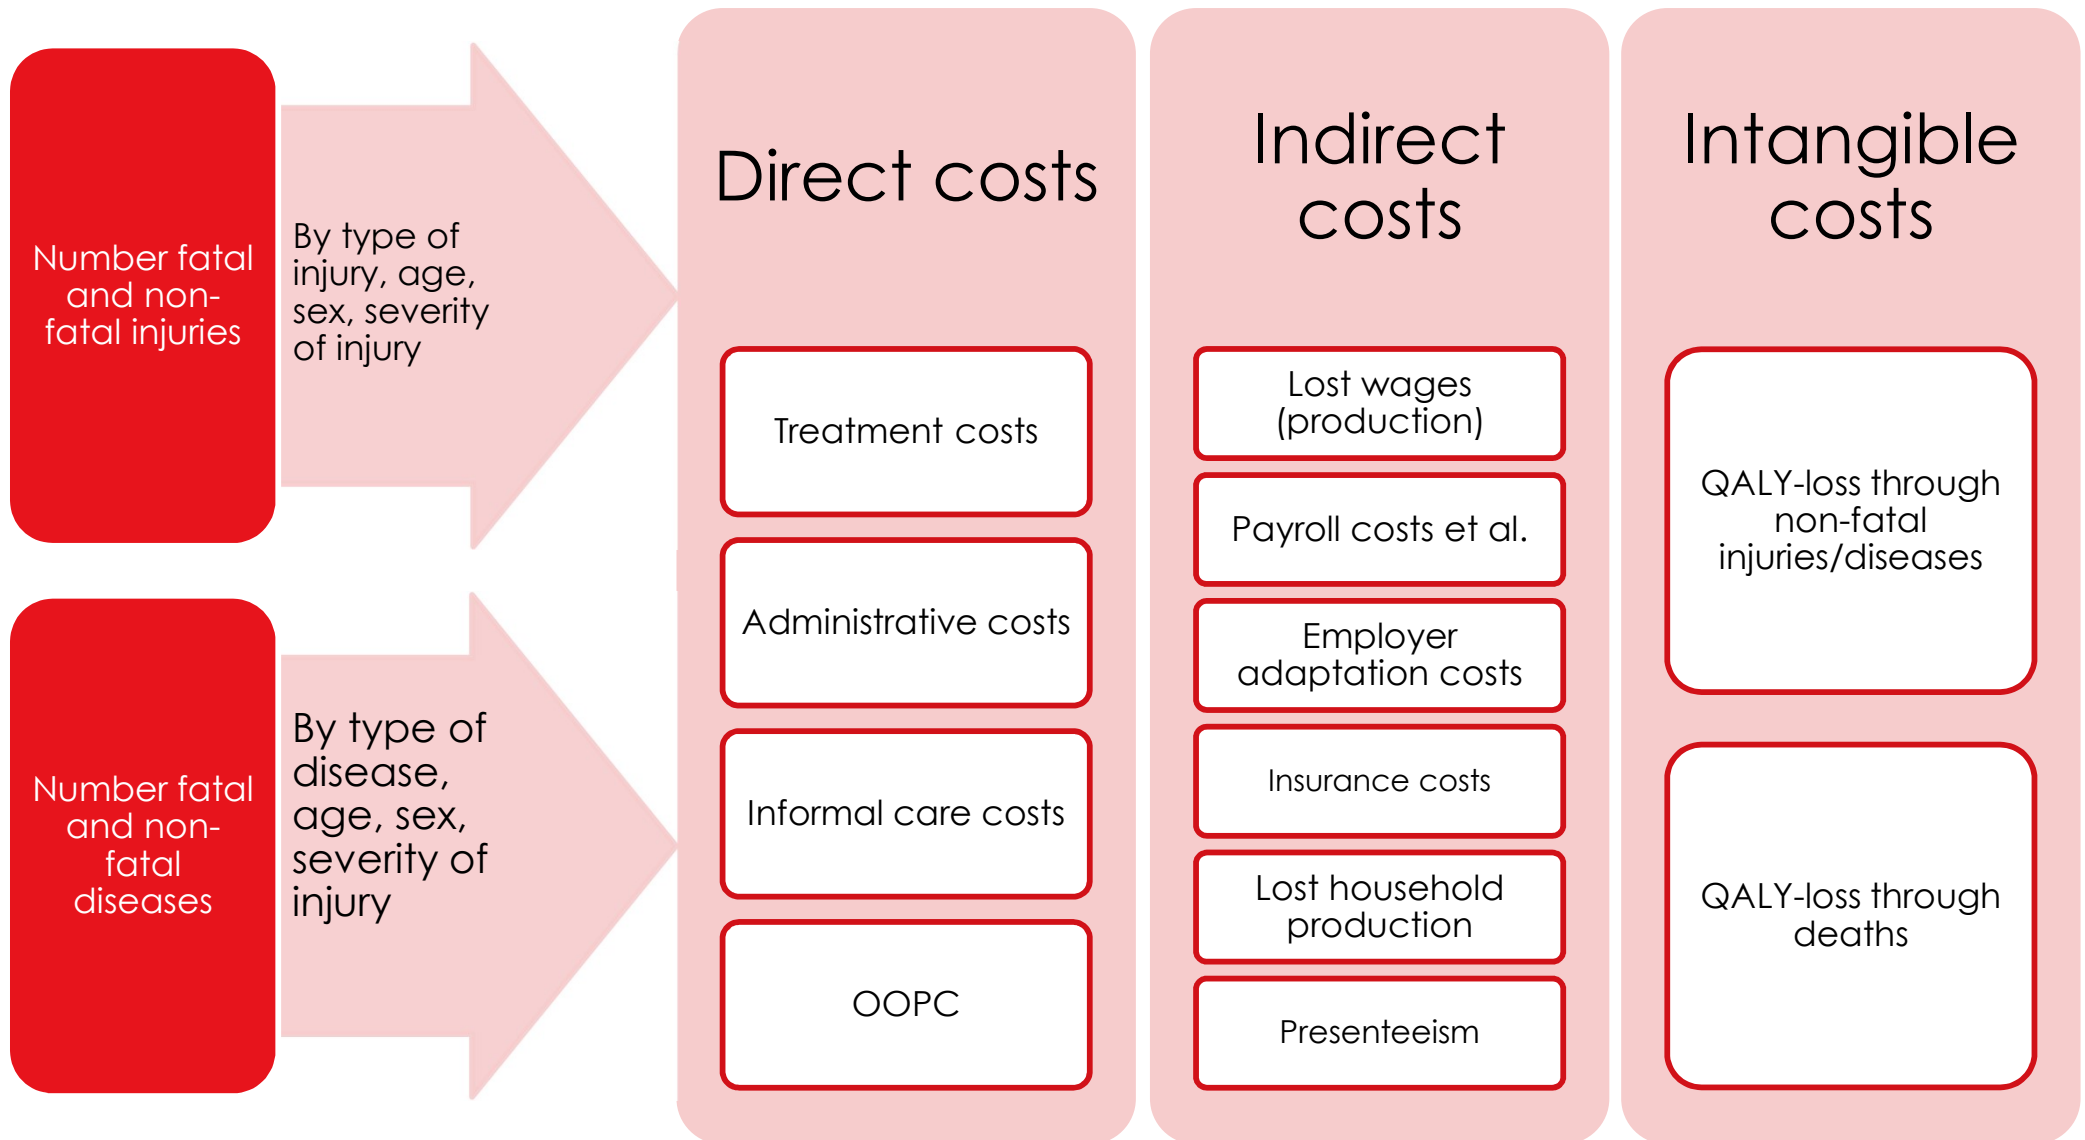 Number fatal
and non-
fatal injuries
By type of
injury, age,
sex, severity
of injury
Number fatal
and non-
fatal
diseases
By type of
disease,
age, sex,
severity of
injury
Direct costs
Treatment costs
Administrative costs
Informal care costs
OOPC
Indirect
costs
Lost wages
(production)
Payroll costs et al.
Employer
adaptation costs
Insurance costs
Lost household
production
Presenteeism
Intangible
costs
QALY-loss through
non-fatal
injuries/diseases
QALY-loss through
deaths